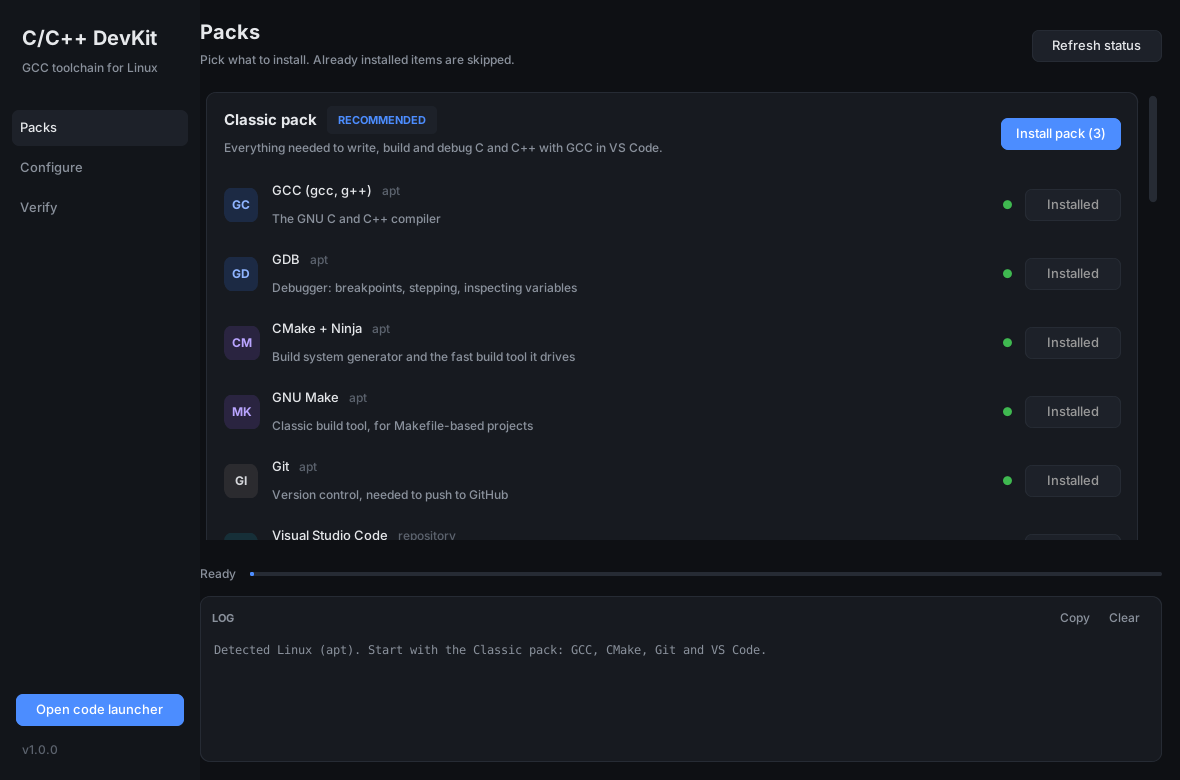 C/C++ DevKit
GCC toolchain for Linux
Packs
Configure
Verify
Open code launcher
v1.0.0
Packs
Pick what to install. Already installed items are skipped.
Refresh status
Classic pack RECOMMENDED
Everything needed to write, build and debug C and C++ with GCC in VS Code.
Install pack (3)
GC GCC (gcc, g++) apt
The GNU C and C++ compiler
Installed
GD GDB apt
Debugger: breakpoints, stepping, inspecting variables
Installed
CM CMake + Ninja apt
Build system generator and the fast build tool it drives
Installed
MK GNU Make apt
Classic build tool, for Makefile-based projects
Installed
GI Git apt
Version control, needed to push to GitHub
Installed
Visual Studio Code repository
Ready
LOG Copy Clear
Detected Linux (apt). Start with the Classic pack: GCC, CMake, Git and VS Code.